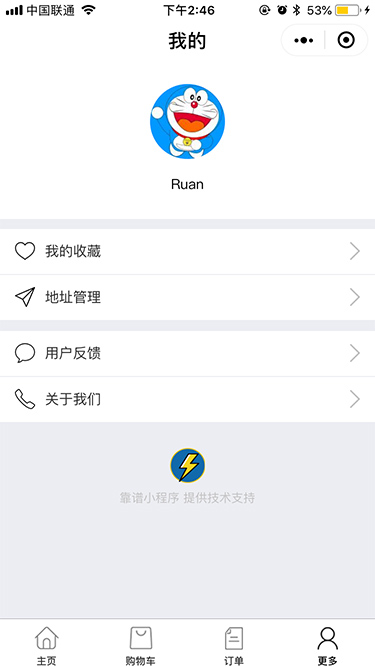 中国联通 下午2:46 53%
我的
Ruan
我的收藏
地址管理
用户反馈
关于我们
靠谱小程序 提供技术支持
主页 购物车 订单 更多